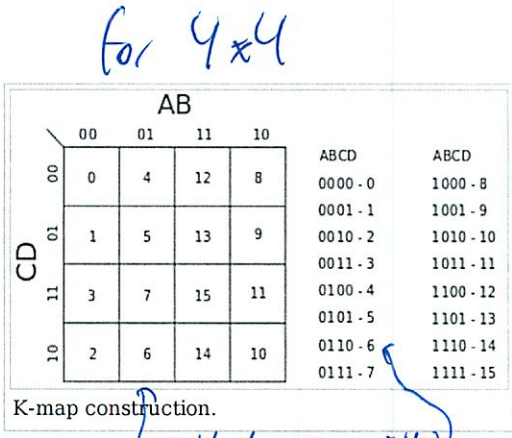 for 4x4
AB
00 01 11 10
CD
00 0 4 12 8
01 1 5 13 9
11 3 7 15 11
10 2 6 14 10
ABCD ABCD
0000 - 0 1000 - 8
0001 - 1 1001 - 9
0010 - 2 1010 - 10
0011 - 3 1011 - 11
0100 - 4 1100 - 12
0101 - 5 1101 - 13
0110 - 6 1110 - 14
0111 - 7 1111 - 15
K-map construction.